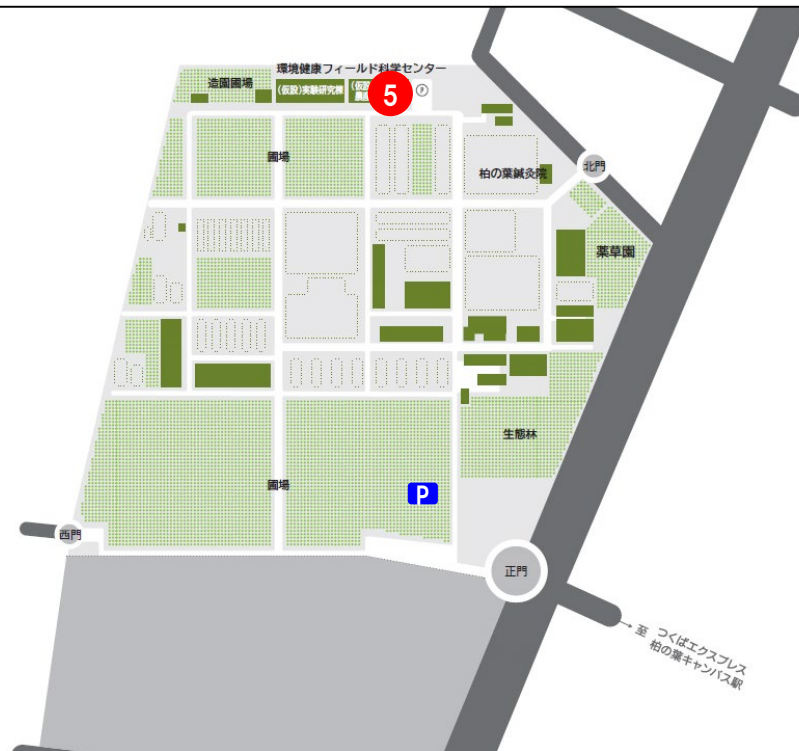 環境健康フィールド科学センター
造園圃場
(仮設)実験研究棟
(仮設)
5
P
圃場
柏の葉鍼灸院
北門
薬草園
生態林
圃場
P
西門
正門
→ 至 つくばエクスプレス
柏の葉キャンパス駅